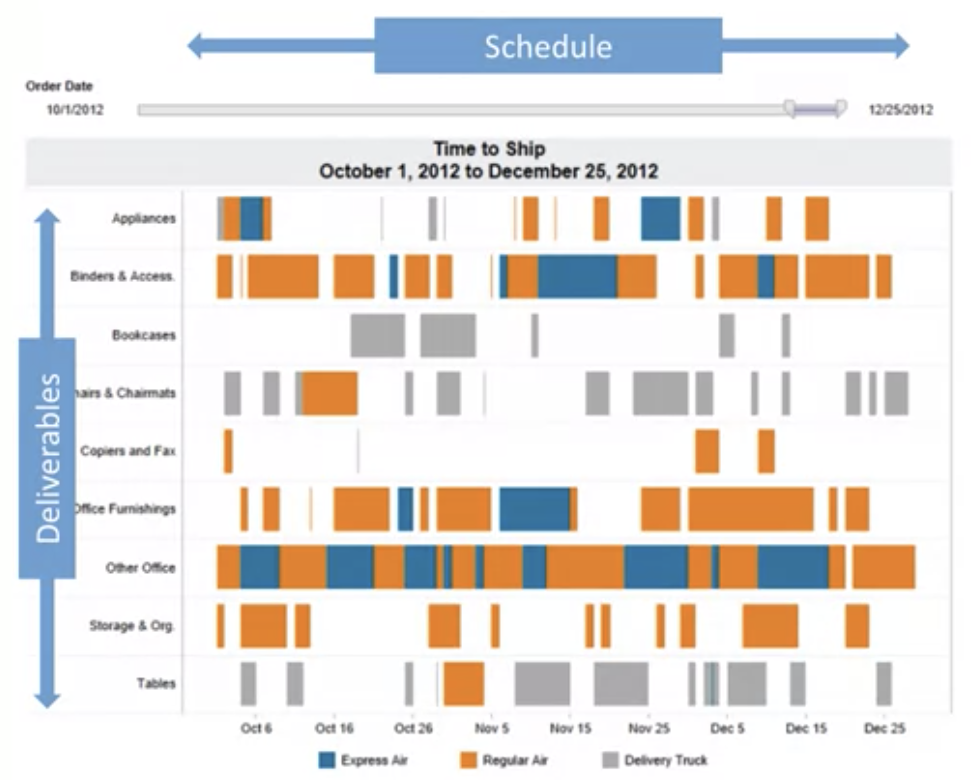 Schedule
Order Date
10/1/2012
12/25/2012
Time to Ship
October 1, 2012 to December 25, 2012
Deliverables
Appliances
Binders & Access.
Bookcases
hairs & Chairmats
Copiers and Fax
Office Furnishings
Other Office
Storage & Org.
Tables
Oct 6 Oct 16 Oct 26 Nov 5 Nov 15 Nov 25 Dec 5 Dec 15 Dec 25
Express Air Regular Air Delivery Truck